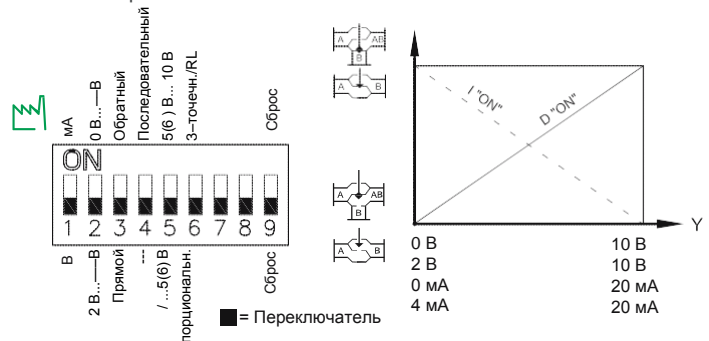 мА
0 В...—В
Обратный
Последовательный
5(6 ) В... 10 В
3–точечн./RL
Сброс
ON
1 2 3 4 5 6 7 8 9
В
2 В...—В
Прямой
---
/ ...5(6) В
порциональн.
Сброс
= Переключатель
A AB
B
A B
A AB
B
A B
I "ON"
D "ON"
Y
0 В 10 В
2 В 10 В
0 мА 20 мА
4 мА 20 мА